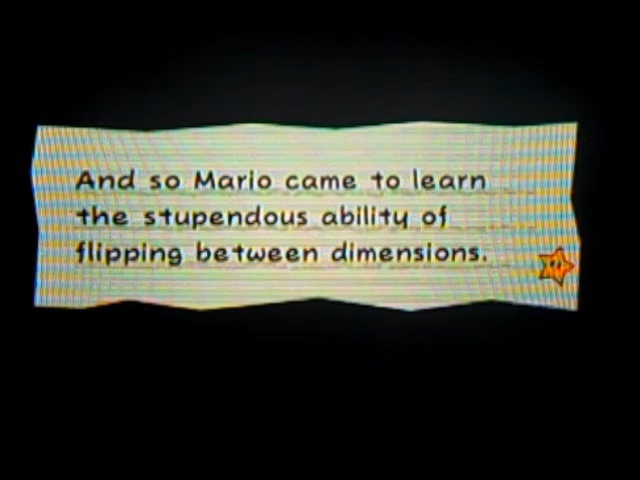 And so Mario came to learn
the stupendous ability of
flipping between dimensions.